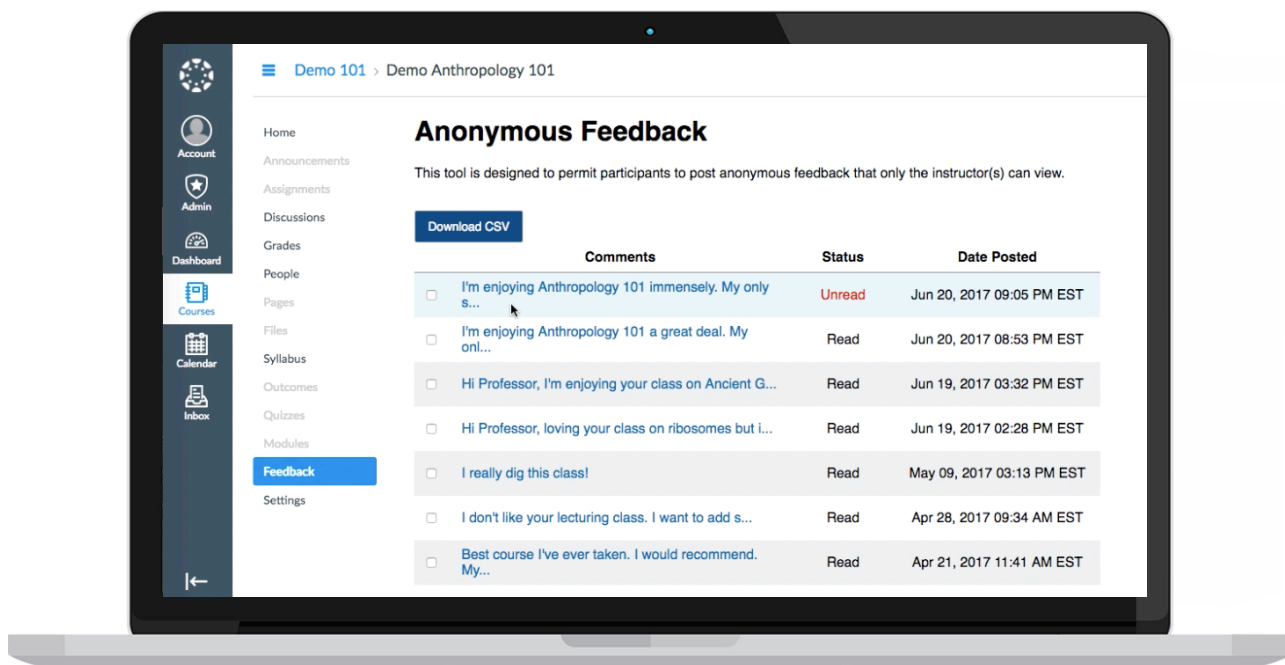 Demo 101 > Demo Anthropology 101
Account
Admin
Dashboard
Courses
Calendar
Inbox
Home
Announcements
Assignments
Discussions
Grades
People
Pages
Files
Syllabus
Outcomes
Quizzes
Modules
Feedback
Settings
Anonymous Feedback
This tool is designed to permit participants to post anonymous feedback that only the instructor(s) can view.
Download CSV
Comments Status Date Posted
I'm enjoying Anthropology 101 immensely. My only
s...
Unread Jun 20, 2017 09:05 PM EST
I'm enjoying Anthropology 101 a great deal. My
onl...
Read Jun 20, 2017 08:53 PM EST
Hi Professor, I'm enjoying your class on Ancient G... Read Jun 19, 2017 03:32 PM EST
Hi Professor, loving your class on ribosomes but i... Read Jun 19, 2017 02:28 PM EST
I really dig this class! Read May 09, 2017 03:13 PM EST
I don't like your lecturing class. I want to add s... Read Apr 28, 2017 09:34 AM EST
Best course I've ever taken. I would recommend.
My...
Read Apr 21, 2017 11:41 AM EST